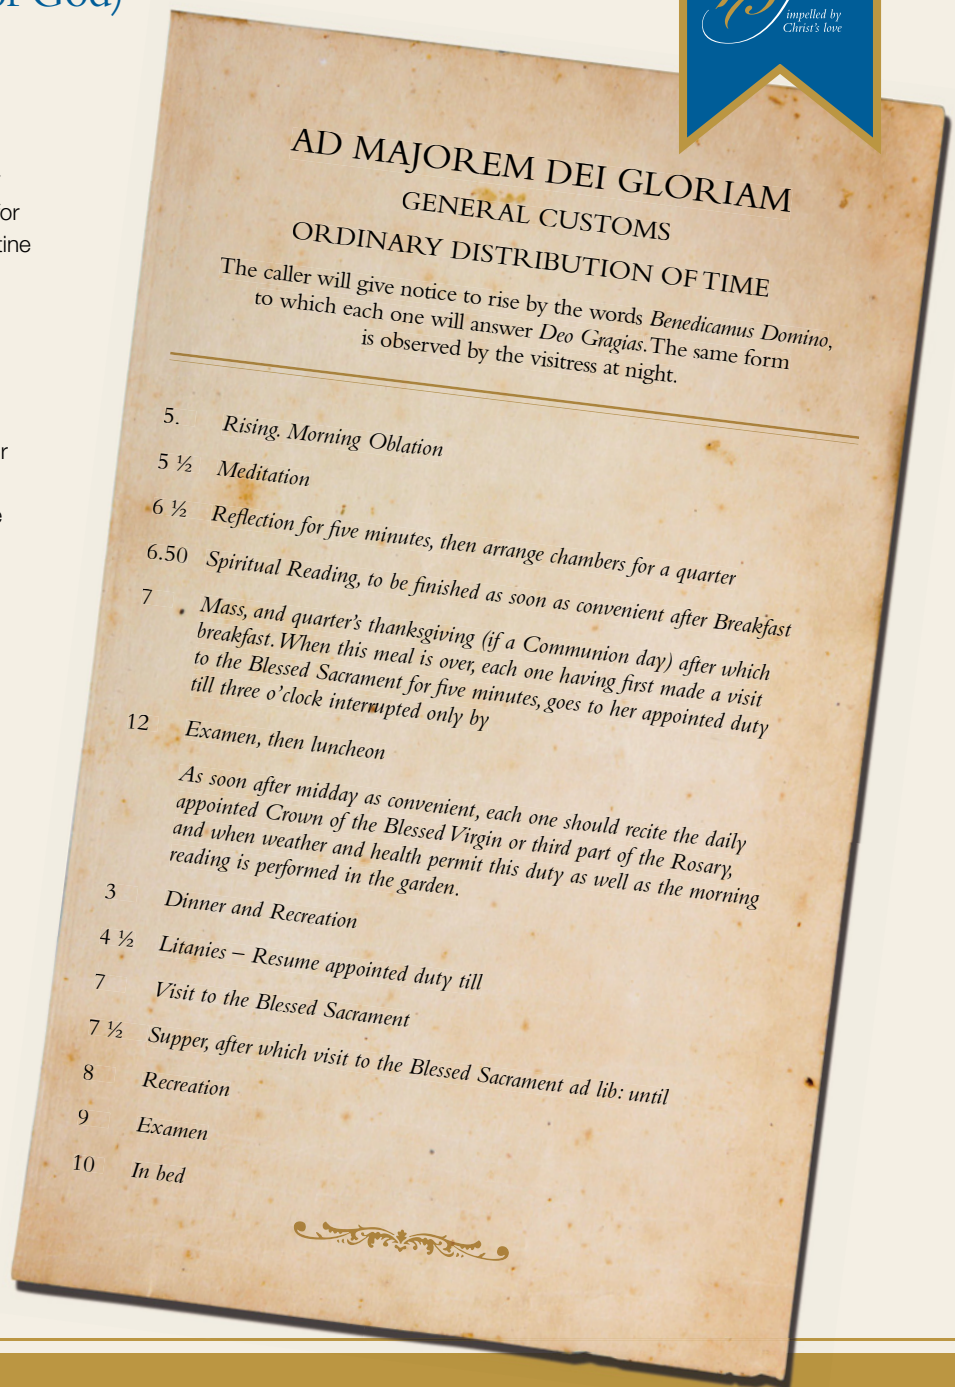 of God)
impelled by
Christ's love
for
tine
r
e
AD MAJOREM DEI GLORIAM
GENERAL CUSTOMS
ORDINARY DISTRIBUTION OF TIME
The caller will give notice to rise by the words Benedicamus Domino,
to which each one will answer Deo Gragias. The same form
is observed by the visitress at night.
5. Rising. Morning Oblation
5 ½ Meditation
6 ½ Reflection for five minutes, then arrange chambers for a quarter
6.50 Spiritual Reading, to be finished as soon as convenient after Breakfast
7 Mass, and quarter's thanksgiving (if a Communion day) after which
breakfast. When this meal is over, each one having first made a visit
to the Blessed Sacrament for five minutes, goes to her appointed duty
till three o'clock interrupted only by
12 Examen, then luncheon
As soon after midday as convenient, each one should recite the daily
appointed Crown of the Blessed Virgin or third part of the Rosary,
and when weather and health permit this duty as well as the morning
reading is performed in the garden.
3 Dinner and Recreation
4 ½ Litanies – Resume appointed duty till
7 Visit to the Blessed Sacrament
7 ½ Supper, after which visit to the Blessed Sacrament ad lib: until
8 Recreation
9 Examen
10 In bed